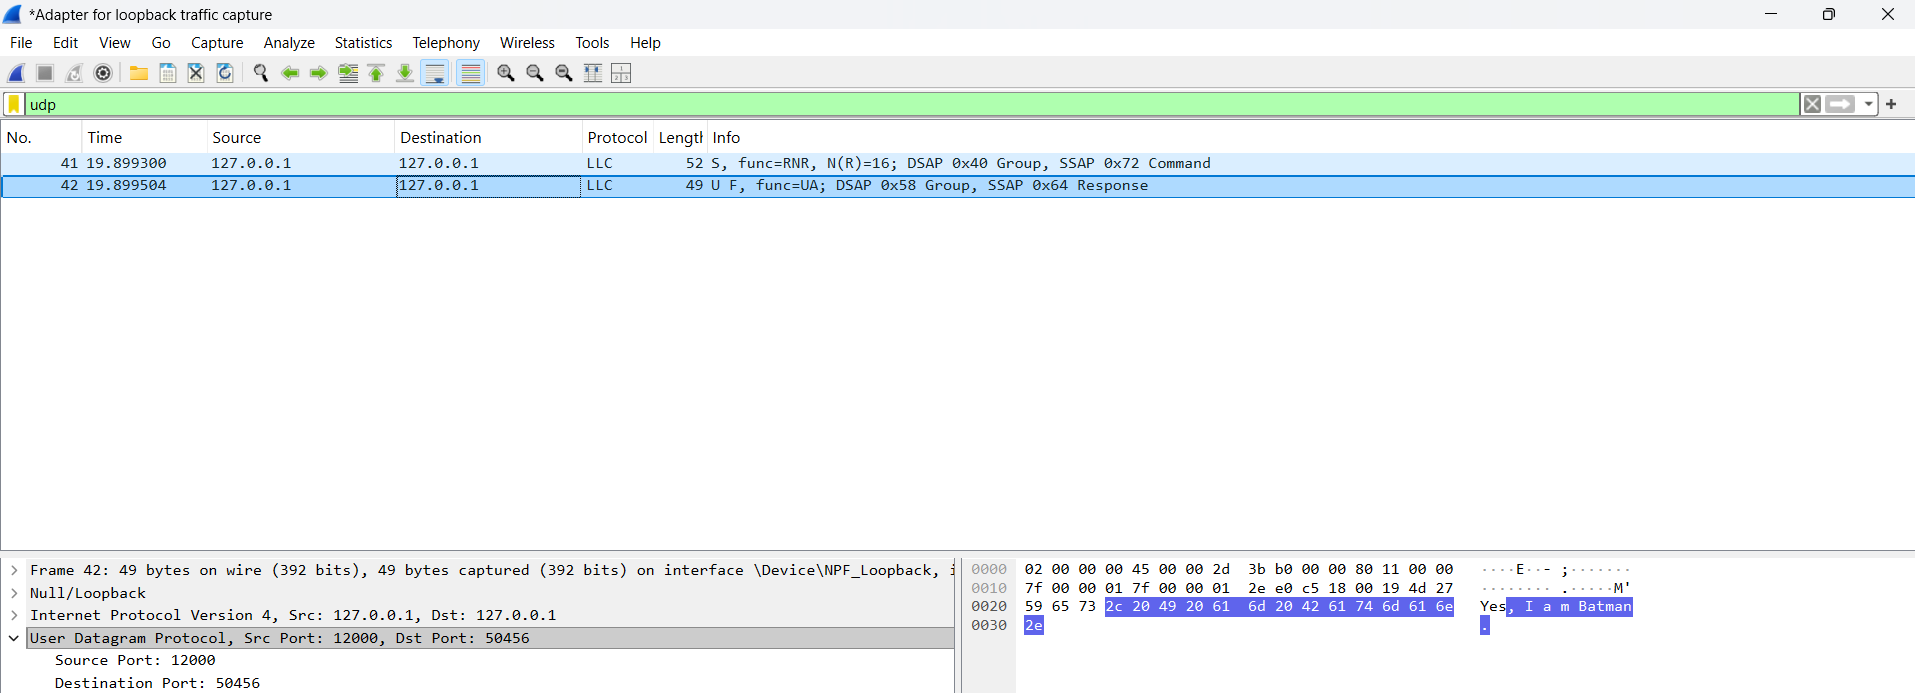 *Adapter for loopback traffic capture
File Edit View Go Capture Analyze Statistics Telephony Wireless Tools Help
udp
No. Time Source Destination Protocol Length Info
41 19.899300 127.0.0.1 127.0.0.1 LLC 52 S, func=RNR, N(R)=16; DSAP 0x40 Group, SSAP 0x72 Command
42 19.899504 127.0.0.1 127.0.0.1 LLC 49 U F, func=UA; DSAP 0x58 Group, SSAP 0x64 Response
Frame 42: 49 bytes on wire (392 bits), 49 bytes captured (392 bits) on interface \Device\NPF_Loopback, i
Null/Loopback
Internet Protocol Version 4, Src: 127.0.0.1, Dst: 127.0.0.1
User Datagram Protocol, Src Port: 12000, Dst Port: 50456
Source Port: 12000
Destination Port: 50456
0000 02 00 00 00 45 00 00 2d 3b b0 00 00 80 11 00 00 ····E··- ;·······
0010 7f 00 00 01 7f 00 00 01 2e e0 c5 18 00 19 4d 27 ········ .·····M'
0020 59 65 73 2c 20 49 20 61 6d 20 42 61 74 6d 61 6e Yes, I a m Batman
0030 2e .